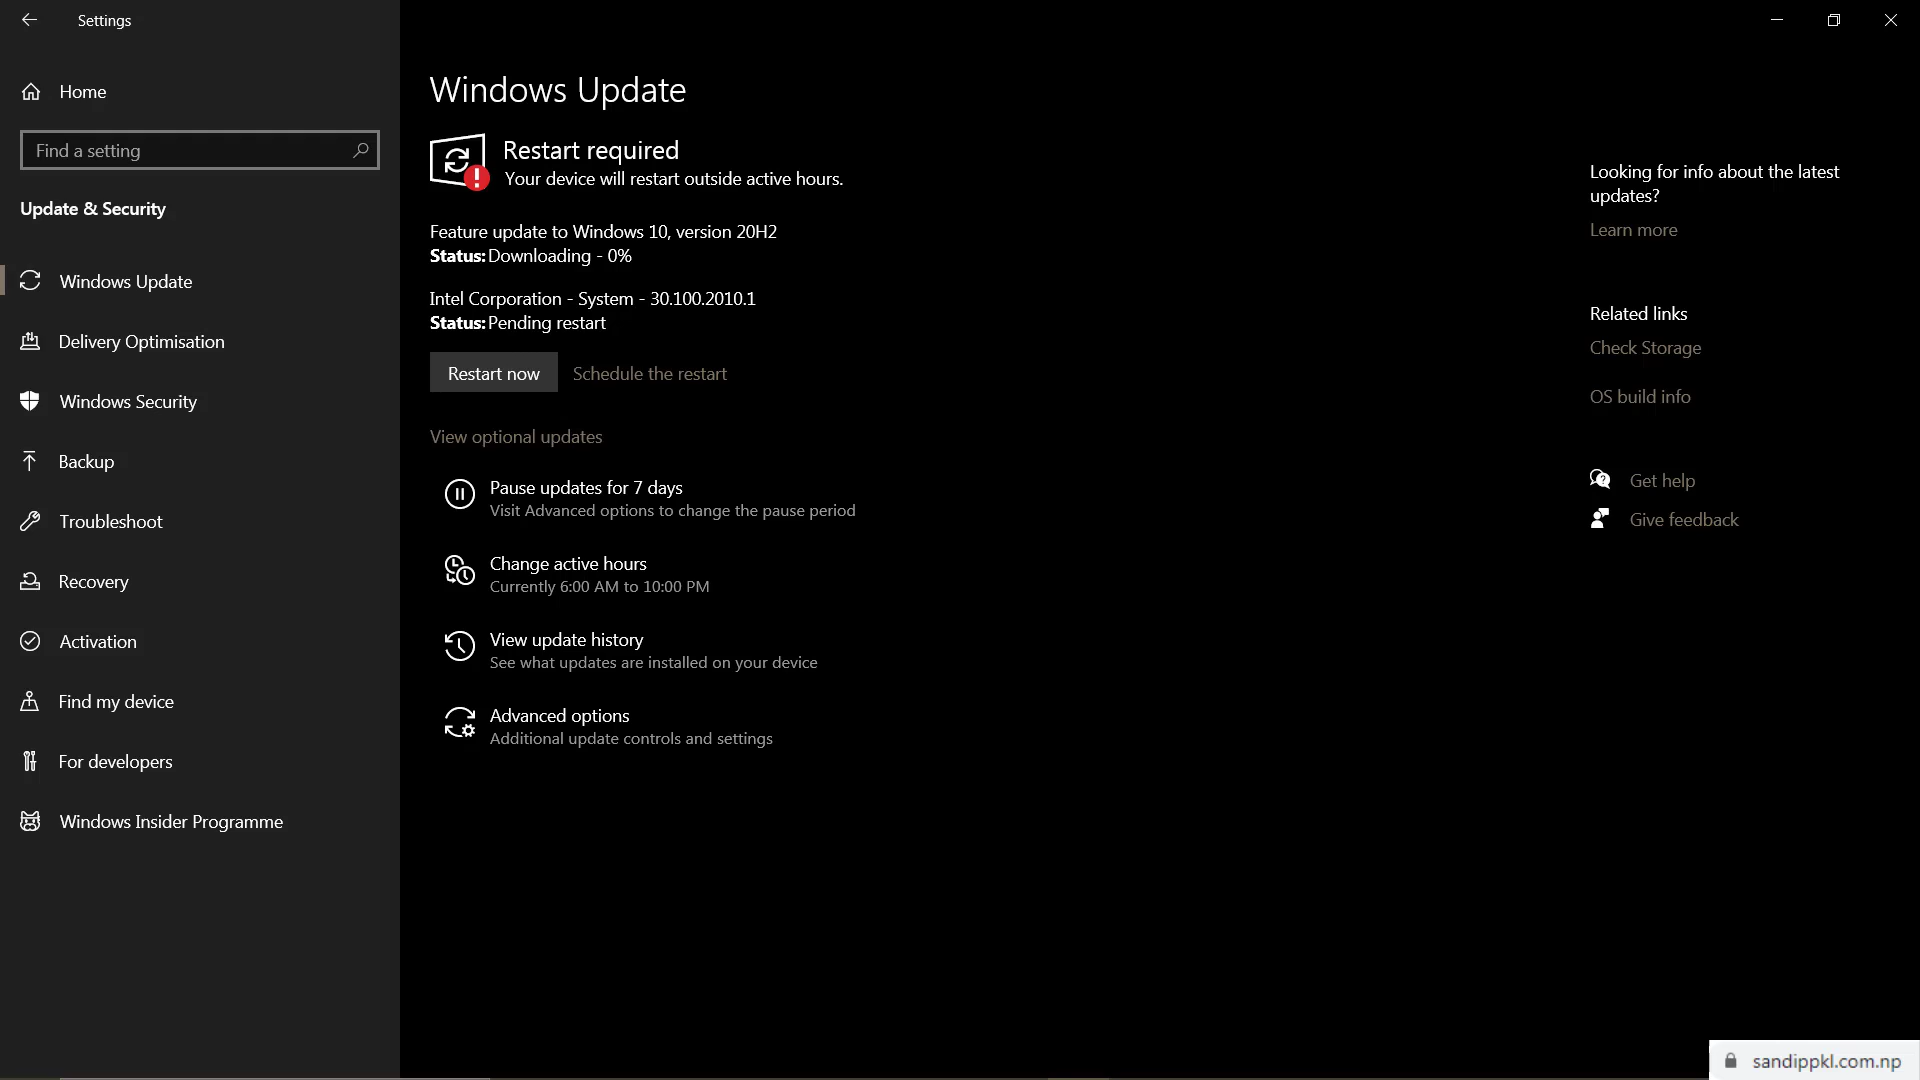 Settings
Home
Find a setting
Update & Security
Windows Update
Delivery Optimisation
Windows Security
Backup
Troubleshoot
Recovery
Activation
Find my device
For developers
Windows Insider Programme
Windows Update
Restart required
Your device will restart outside active hours.
Feature update to Windows 10, version 20H2
Status: Downloading - 0%
Intel Corporation - System - 30.100.2010.1
Status: Pending restart
Restart now
Schedule the restart
View optional updates
Pause updates for 7 days
Visit Advanced options to change the pause period
Change active hours
Currently 6:00 AM to 10:00 PM
View update history
See what updates are installed on your device
Advanced options
Additional update controls and settings
Looking for info about the latest
updates?
Learn more
Related links
Check Storage
OS build info
Get help
Give feedback
sandippkl.com.np